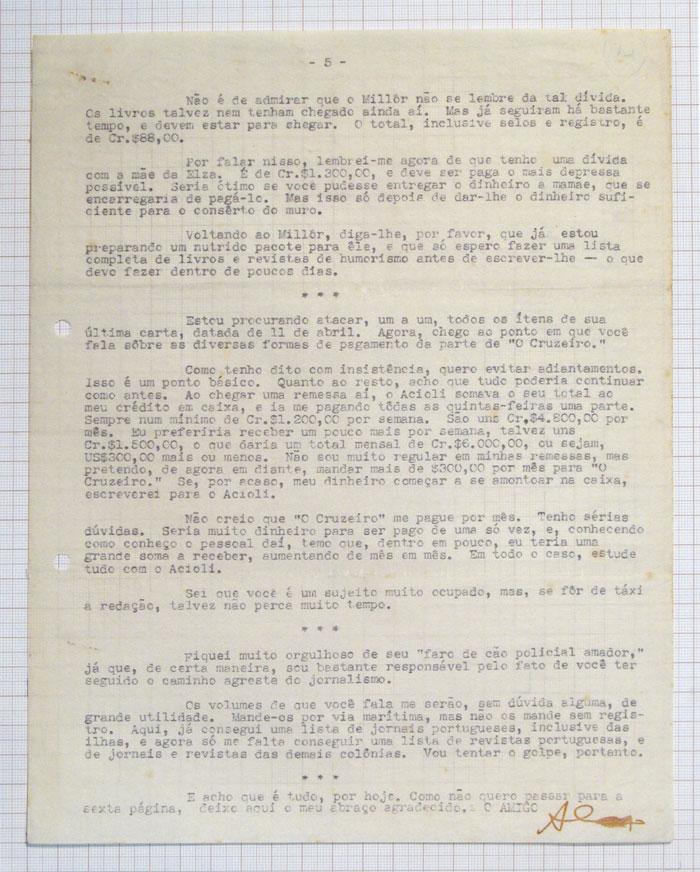 - 5 -
Não é de admirar que o Millôr não se lembre da tal dívida.
Os livros talvez nem tenham chegado ainda aí. Mas já seguiram há bastante
tempo, e devem estar para chegar. O total, inclusive selos e registro, é
de Cr.$88,00.
Por falar nisso, lembrei-me agora de que tenho uma dívida
com a mãe da Elza. É de Cr.$1.300,00, e deve ser paga o mais depressa
possível. Seria ótimo se você pudesse entregar o dinheiro a mamae, que se
encarregaria de pagá-lo. Mas isso só depois de dar-lhe o dinheiro sufi-
ciente para o consêrto do muro.
Voltando ao Millôr, diga-lhe, por favor, que já estou
preparando um nutrido pacote para êle, e que só espero fazer uma lista
completa de livros e revistas de humorismo antes de escrever-lhe — o que
devo fazer dentro de poucos dias.
* * *
Estou procurando atacar, um a um, todos os ítens de sua
última carta, datada de 11 de abril. Agora, chego ao ponto em que você
fala sôbre as diversas formas de pagamento da parte de "O Cruzeiro."
Como tenho dito com insistência, quero evitar adiantamentos.
Isso é um ponto básico. Quanto ao resto, acho que tudo poderia continuar
como antes. Ao chegar uma remessa aí, o Acioli somava o seu total ao
meu crédito em caixa, e ia me pagando tôdas as quintas-feiras uma parte.
Sempre num mínimo de Cr.$1.200,00 por semana. São uns Cr,$4.800,00 por
mês. Eu preferiria receber um pouco mais por semana, talvez uns
Cr.$1.500,00, o que daria um total mensal de Cr.$6.000,00, ou sejam,
US$300,00 mais ou menos. Não sou muito regular em minhas remessas, mas
pretendo, de agora em diante, mandar mais de $300,00 por mês para "O
Cruzeiro." Se, por acaso, meu dinheiro começar a se amontoar na caixa,
escreverei para o Acioli.
Não creio que "O Cruzeiro" me pague por mês. Tenho sérias
dúvidas. Seria muito dinheiro para ser pago de uma só vez, e, conhecendo
como conheço o pessoal daí, temo que, dentro em pouco, eu teria uma
grande soma a receber, aumentando de mês em mês. Em todo o caso, estude
tudo com o Acioli.
Sei que você é um sujeito muito ocupado, mas, se fôr de táxi
a redação, talvez não perca muito tempo.
* * *
Fiquei muito orgulhoso de seu "faro de cão policial amador,"
já que, de certa maneira, sou bastante responsável pelo fato de você ter
seguido o caminho agreste do jornalismo.
Os volumes de que você fala me serão, sem dúvida alguma, de
grande utilidade. Mande-os por via marítima, mas não os mande sem regis-
tro. Aqui, já consegui uma lista de jornais portugueses, inclusive das
ilhas, e agora só me falta conseguir uma lista de revistas portuguesas, e
de jornais e revistas das demais colônias. Vou tentar o golpe, portanto.
* * *
E acho que é tudo, por hoje. Como não quero passar para a
sexta página, deixo aqui o meu abraço agradecido. O AMIGO